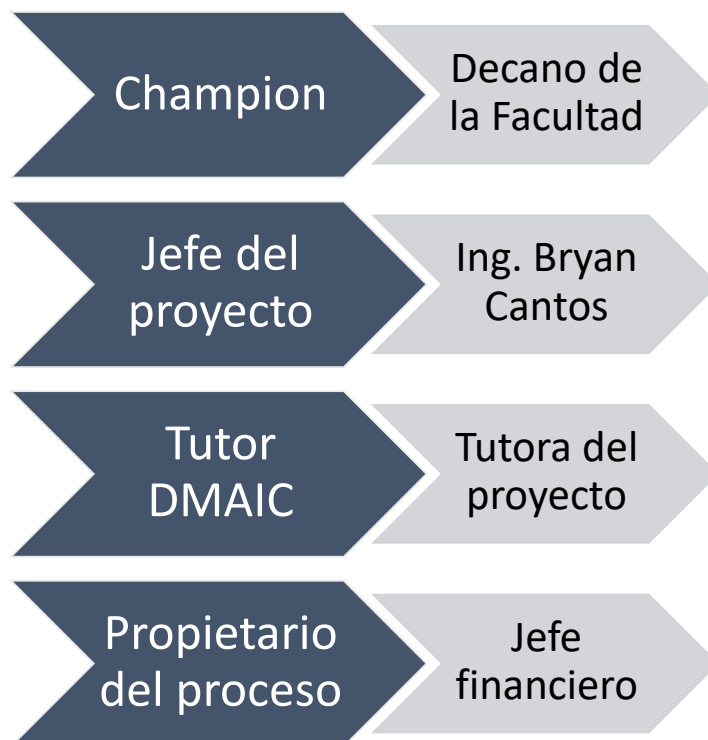 Champion
Decano de
la Facultad
Jefe del
proyecto
Ing. Bryan
Cantos
Tutor
DMAIC
Tutora del
proyecto
Propietario
del proceso
Jefe
financiero